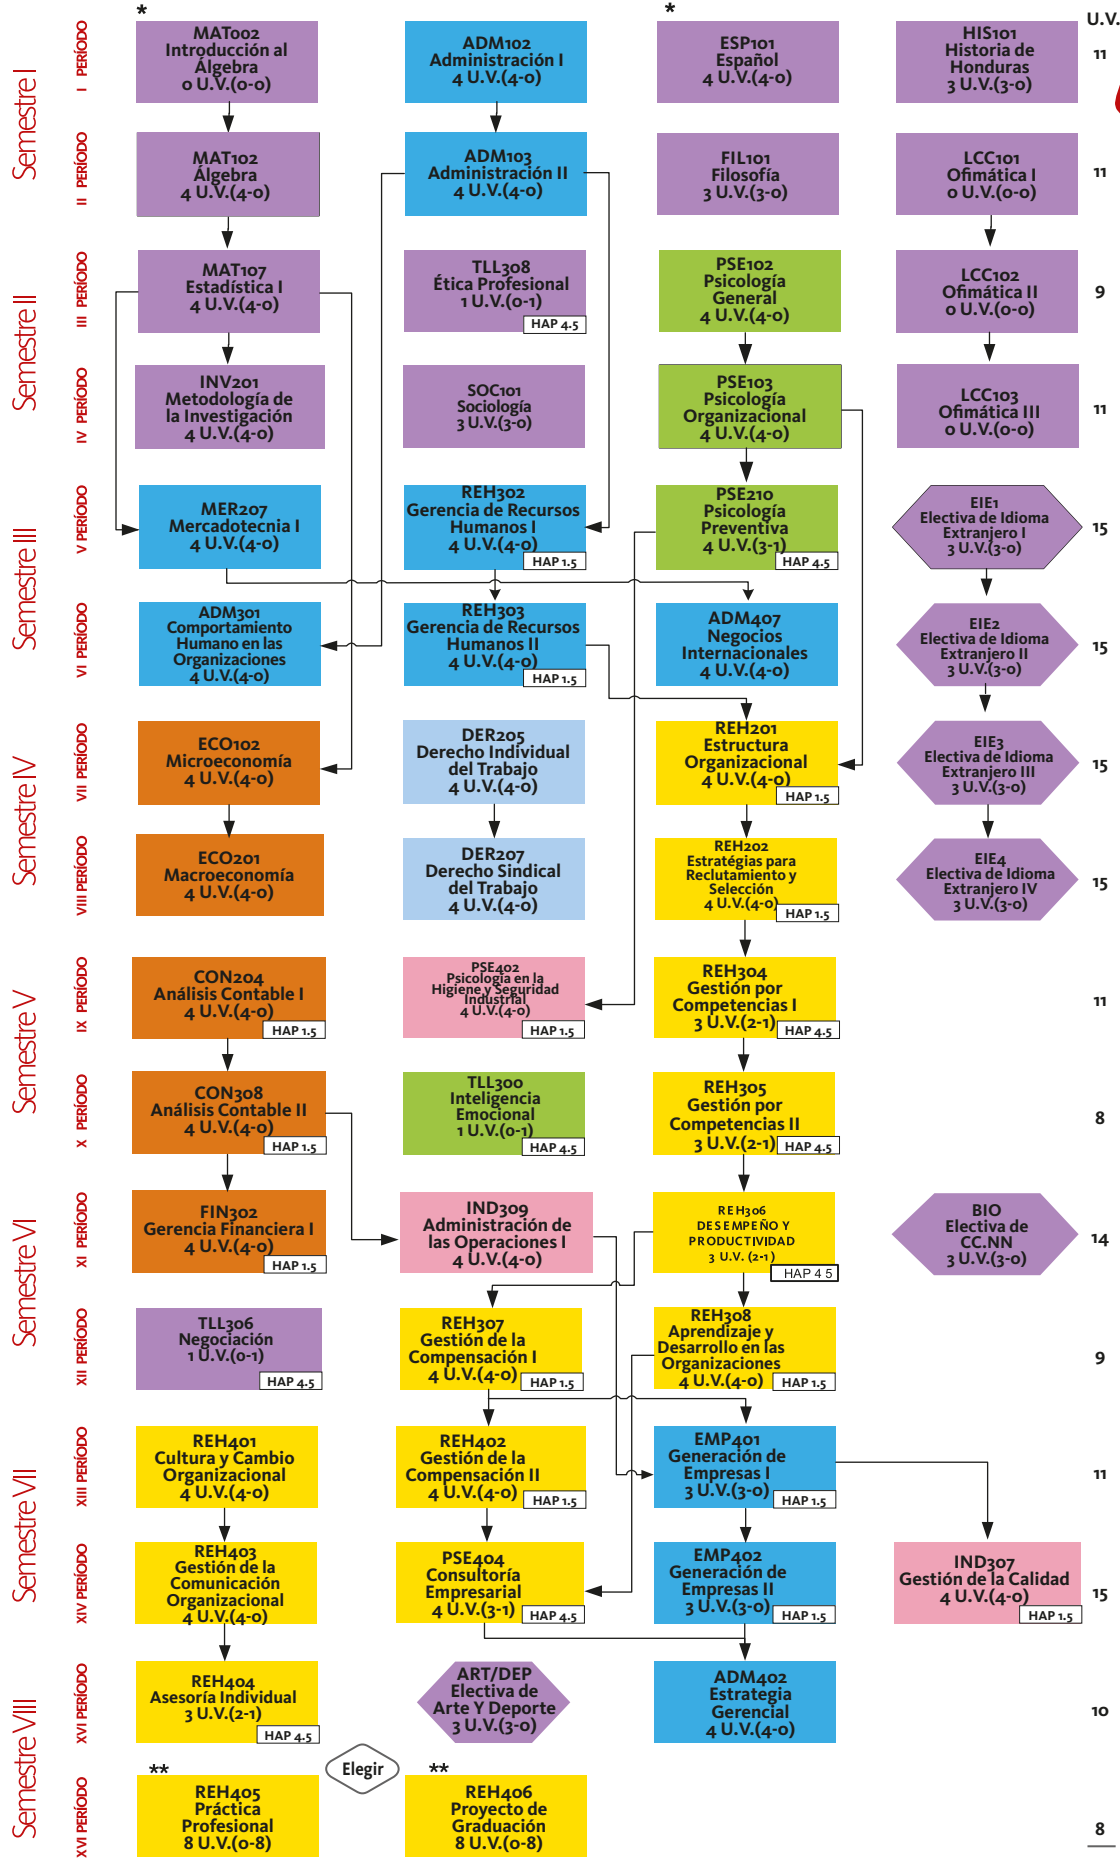 U.V.
Semestre I
I PERÍODO
*
MAT002
Introducción al
Álgebra
0 U.V.(0-0)
ADM102
Administración I
4 U.V.(4-0)
*
ESP101
Español
4 U.V.(4-0)
HIS101
Historia de
Honduras
3 U.V.(3-0)
11
II PERÍODO
MAT102
Álgebra
4 U.V.(4-0)
ADM103
Administración II
4 U.V.(4-0)
FIL101
Filosofía
3 U.V.(3-0)
LCC101
Ofimática I
0 U.V.(0-0)
11
Semestre II
III PERÍODO
MAT107
Estadística I
4 U.V.(4-0)
TLL308
Ética Profesional
1 U.V.(0-1)
HAP 4.5
PSE102
Psicología
General
4 U.V.(4-0)
LCC102
Ofimática II
0 U.V.(0-0)
9
IV PERÍODO
INV201
Metodología de
la Investigación
4 U.V.(4-0)
SOC101
Sociología
3 U.V.(3-0)
PSE103
Psicología
Organizacional
4 U.V.(4-0)
LCC103
Ofimática III
0 U.V.(0-0)
11
Semestre III
V PERÍODO
MER207
Mercadotecnia I
4 U.V.(4-0)
REH302
Gerencia de Recursos
Humanos I
4 U.V.(4-0)
HAP 1.5
PSE210
Psicología
Preventiva
4 U.V.(3-1)
HAP 4.5
EIE1
Electiva de Idioma
Extranjero I
3 U.V.(3-0)
15
VI PERÍODO
ADM301
Comportamiento
Humano en las
Organizaciones
4 U.V.(4-0)
REH303
Gerencia de Recursos
Humanos II
4 U.V.(4-0)
HAP 1.5
ADM407
Negocios
Internacionales
4 U.V.(4-0)
EIE2
Electiva de Idioma
Extranjero II
3 U.V.(3-0)
15
Semestre IV
VII PERÍODO
ECO102
Microeconomía
4 U.V.(4-0)
DER205
Derecho Individual
del Trabajo
4 U.V.(4-0)
REH201
Estructura
Organizacional
4 U.V.(4-0)
HAP 1.5
EIE3
Electiva de Idioma
Extranjero III
3 U.V.(3-0)
15
VIII PERÍODO
ECO201
Macroeconomía
4 U.V.(4-0)
DER207
Derecho Sindical
del Trabajo
4 U.V.(4-0)
REH202
Estratégias para
Reclutamiento y
Selección
4 U.V.(4-0)
HAP 1.5
EIE4
Electiva de Idioma
Extranjero IV
3 U.V.(3-0)
15
Semestre V
IX PERÍODO
CON204
Análisis Contable I
4 U.V.(4-0)
HAP 1.5
PSE402
Psicología en la
Higiene y Seguridad
Industrial
4 U.V.(4-0)
HAP 1.5
REH304
Gestión por
Competencias I
3 U.V.(2-1)
HAP 4.5
11
X PERÍODO
CON308
Análisis Contable II
4 U.V.(4-0)
HAP 1.5
TLL300
Inteligencia
Emocional
1 U.V.(0-1)
HAP 4.5
REH305
Gestión por
Competencias II
3 U.V.(2-1)
HAP 4.5
8
Semestre VI
XI PERÍODO
FIN302
Gerencia Financiera I
4 U.V.(4-0)
HAP 1.5
IND309
Administración de
las Operaciones I
4 U.V.(4-0)
REH306
DESEMPEÑO Y
PRODUCTIVIDAD
3 U.V. (2-1)
HAP 4 5
BIO
Electiva de
CC.NN
3 U.V.(3-0)
14
XII PERÍODO
TLL306
Negociación
1 U.V.(0-1)
HAP 4.5
REH307
Gestión de la
Compensación I
4 U.V.(4-0)
HAP 1.5
REH308
Aprendizaje y
Desarrollo en las
Organizaciones
4 U.V.(4-0)
HAP 1.5
9
Semestre VII
XIII PERÍODO
REH401
Cultura y Cambio
Organizacional
4 U.V.(4-0)
REH402
Gestión de la
Compensación II
4 U.V.(4-0)
HAP 1.5
EMP401
Generación de
Empresas I
3 U.V.(3-0)
HAP 1.5
11
XIV PERÍODO
REH403
Gestión de la
Comunicación
Organizacional
4 U.V.(4-0)
PSE404
Consultoría
Empresarial
4 U.V.(3-1)
HAP 4.5
EMP402
Generación de
Empresas II
3 U.V.(3-0)
HAP 1.5
IND307
Gestión de la Calidad
4 U.V.(4-0)
HAP 1.5
15
Semestre VIII
XVI PERÍODO
REH404
Asesoría Individual
3 U.V.(2-1)
HAP 4.5
ART/DEP
Electiva de
Arte Y Deporte
3 U.V.(3-0)
ADM402
Estrategia
Gerencial
4 U.V.(4-0)
10
XVI PERÍODO
**
REH405
Práctica
Profesional
8 U.V.(0-8)
Elegir
**
REH406
Proyecto de
Graduación
8 U.V.(0-8)
8